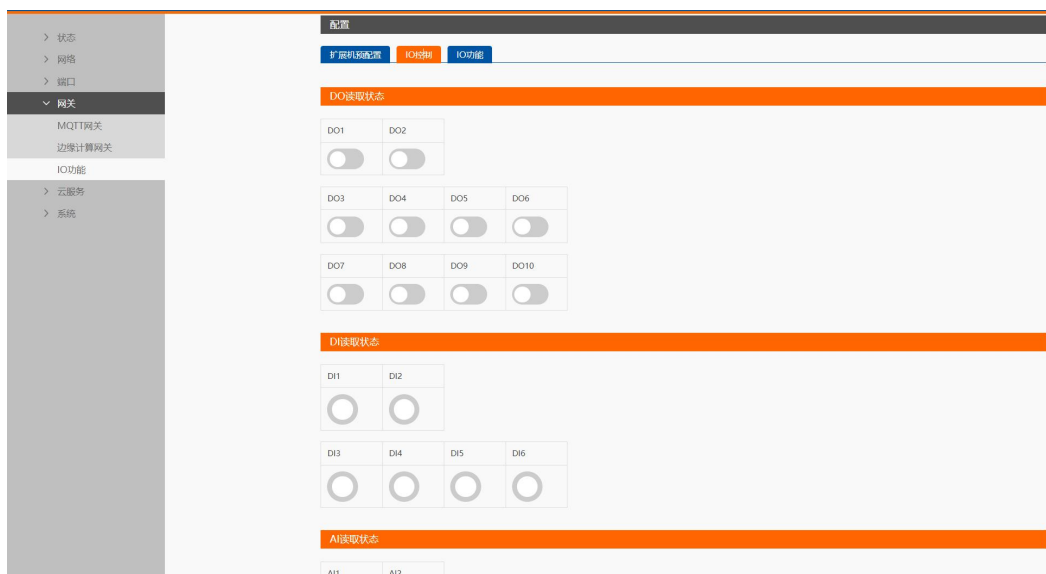 配置
状态
网络
端口
网关
MQTT网关
边缘计算网关
IO功能
云服务
系统
扩展机预配置 IO控制 IO功能
DO读取状态
DO1 DO2
DO3 DO4 DO5 DO6
DO7 DO8 DO9 DO10
DI读取状态
DI1 DI2
DI3 DI4 DI5 DI6
AI读取状态
AI1 AI2